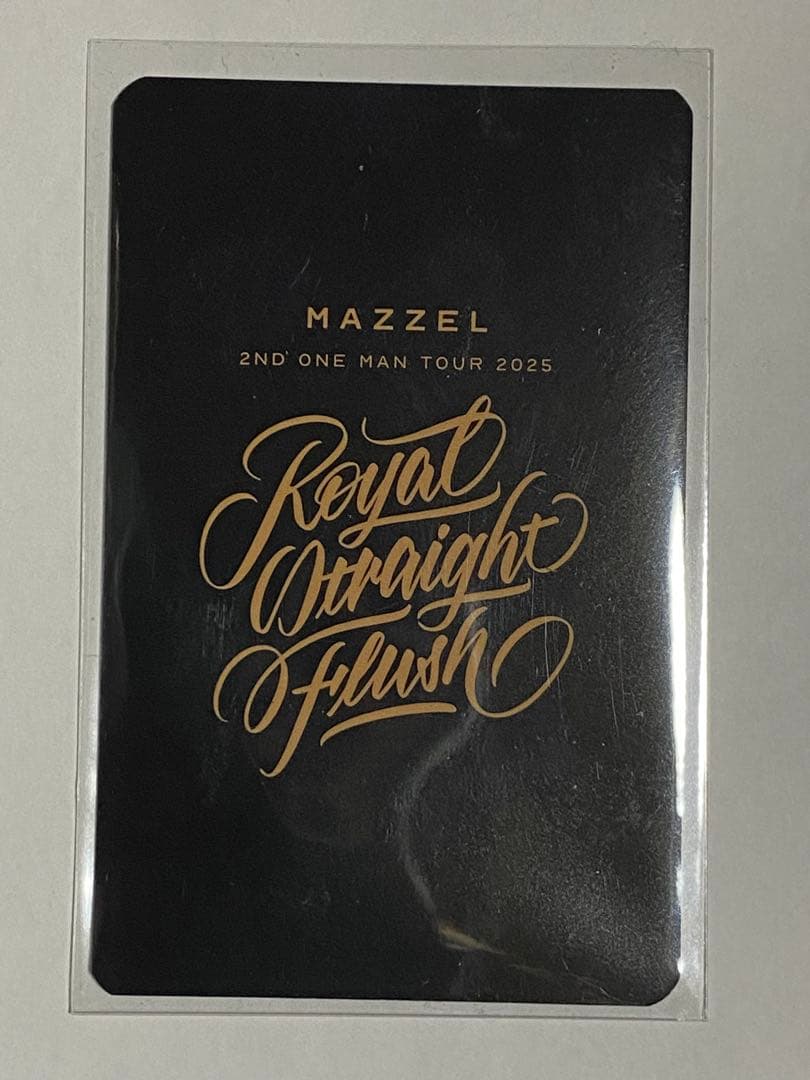 MAZZEL
2ND ONE MAN TOUR 2025
Royal
Straight
Flush